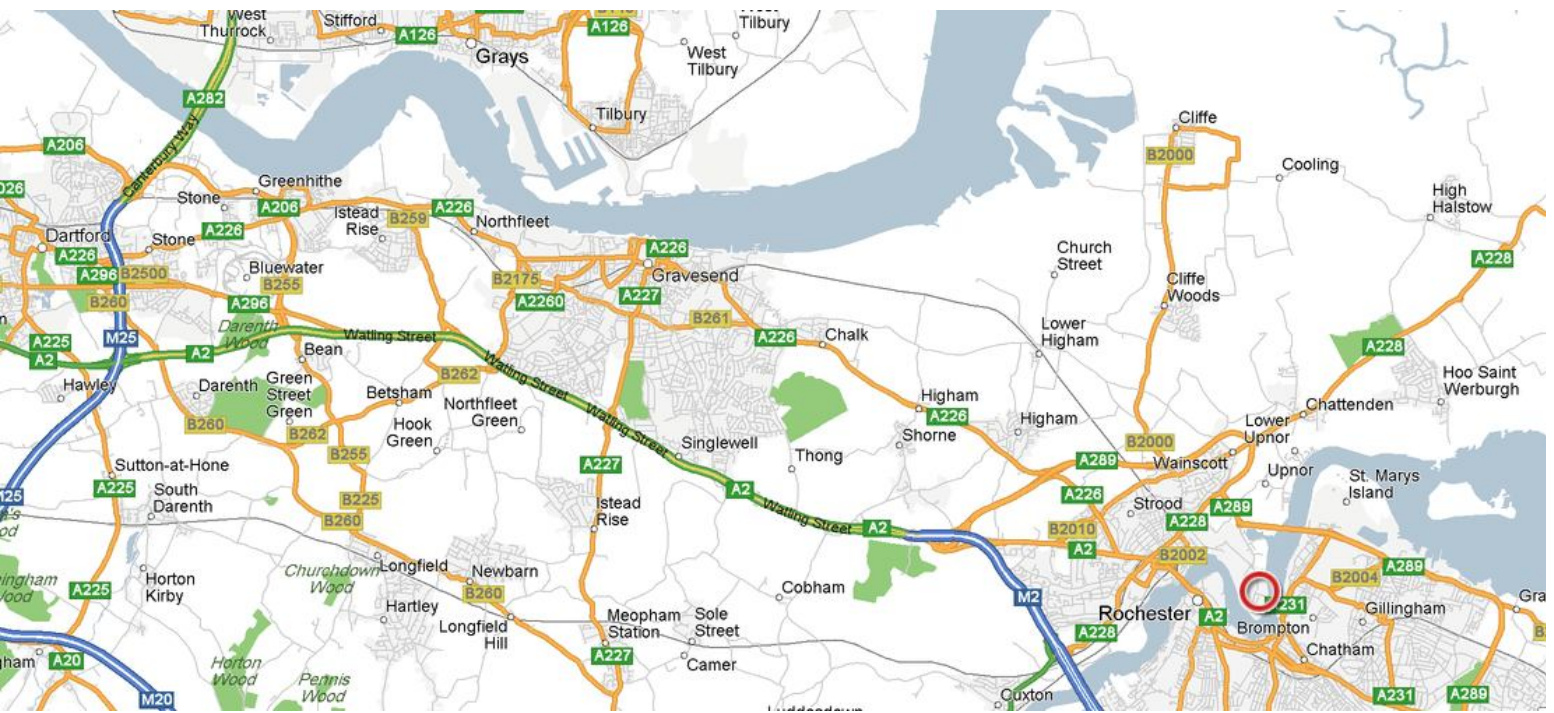 West
Thurrock
Stifford
A126
Grays
A126
West
Tilbury
Tilbury
A282
Canterbury Way
Tilbury
Cliffe
B2000
A206
Cooling
High
Halstow
Greenhithe
Stone
A206
Istead
Rise
B259
A226
Northfleet
A226
Dartford
Stone
A226
A226
Gravesend
Church
Street
A228
A296
B2500
Bluewater
B255
B2175
A2260
A227
Cliffe
Woods
B260
A296
Darenth
Wood
B261
A226
Chalk
Lower
Higham
A225
A2
M25
A2
Watling Street
Bean
Watling Street
A228
Hawley
Darenth
Green
Street
Green
Betsham
B262
Northfleet
Green
Watling Street
Higham
A226
Higham
Hoo Saint
Werburgh
Chattenden
B260
B262
Hook
Green
Singlewell
Shorne
Lower
Upnor
B255
Thong
B2000
A289
Wainscott
Upnor
Sutton-at-Hone
A225
South
Darenth
A227
A2
Watling Street
A2
A226
St. Marys
Island
M25
B225
B260
Istead
Rise
Strood
A289
A228
B2010
A2
B2002
Longfield
Newbarn
B260
Churchdown
Wood
A289
B2004
Horton
Kirby
A225
Hartley
Cobham
M2
Rochester
A2
A231
Brompton
Gillingham
Longfield
Hill
Meopham
Station
Sole
Street
A228
Chatham
A20
Horton
Wood
Pennis
Wood
A227
Camer
Cuxton
M20
A231
A289